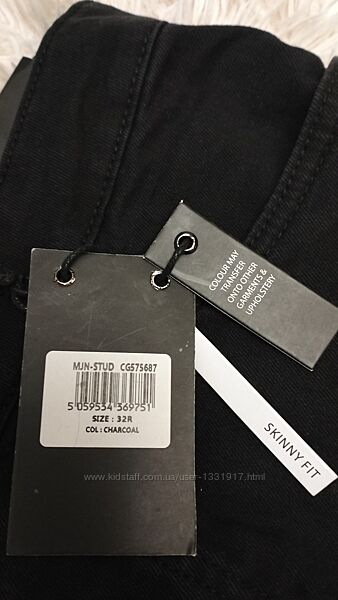 COLOUR MAY
TRANSFER
ONTO OTHER
GARMENTS &
UPHOLSTERY
MJN-STUD CG575687
5 059534 369751
SIZE : 32R
COL : CHARCOAL
SKINNY FIT
www.kidstaff.com.ua/user-1331917.html